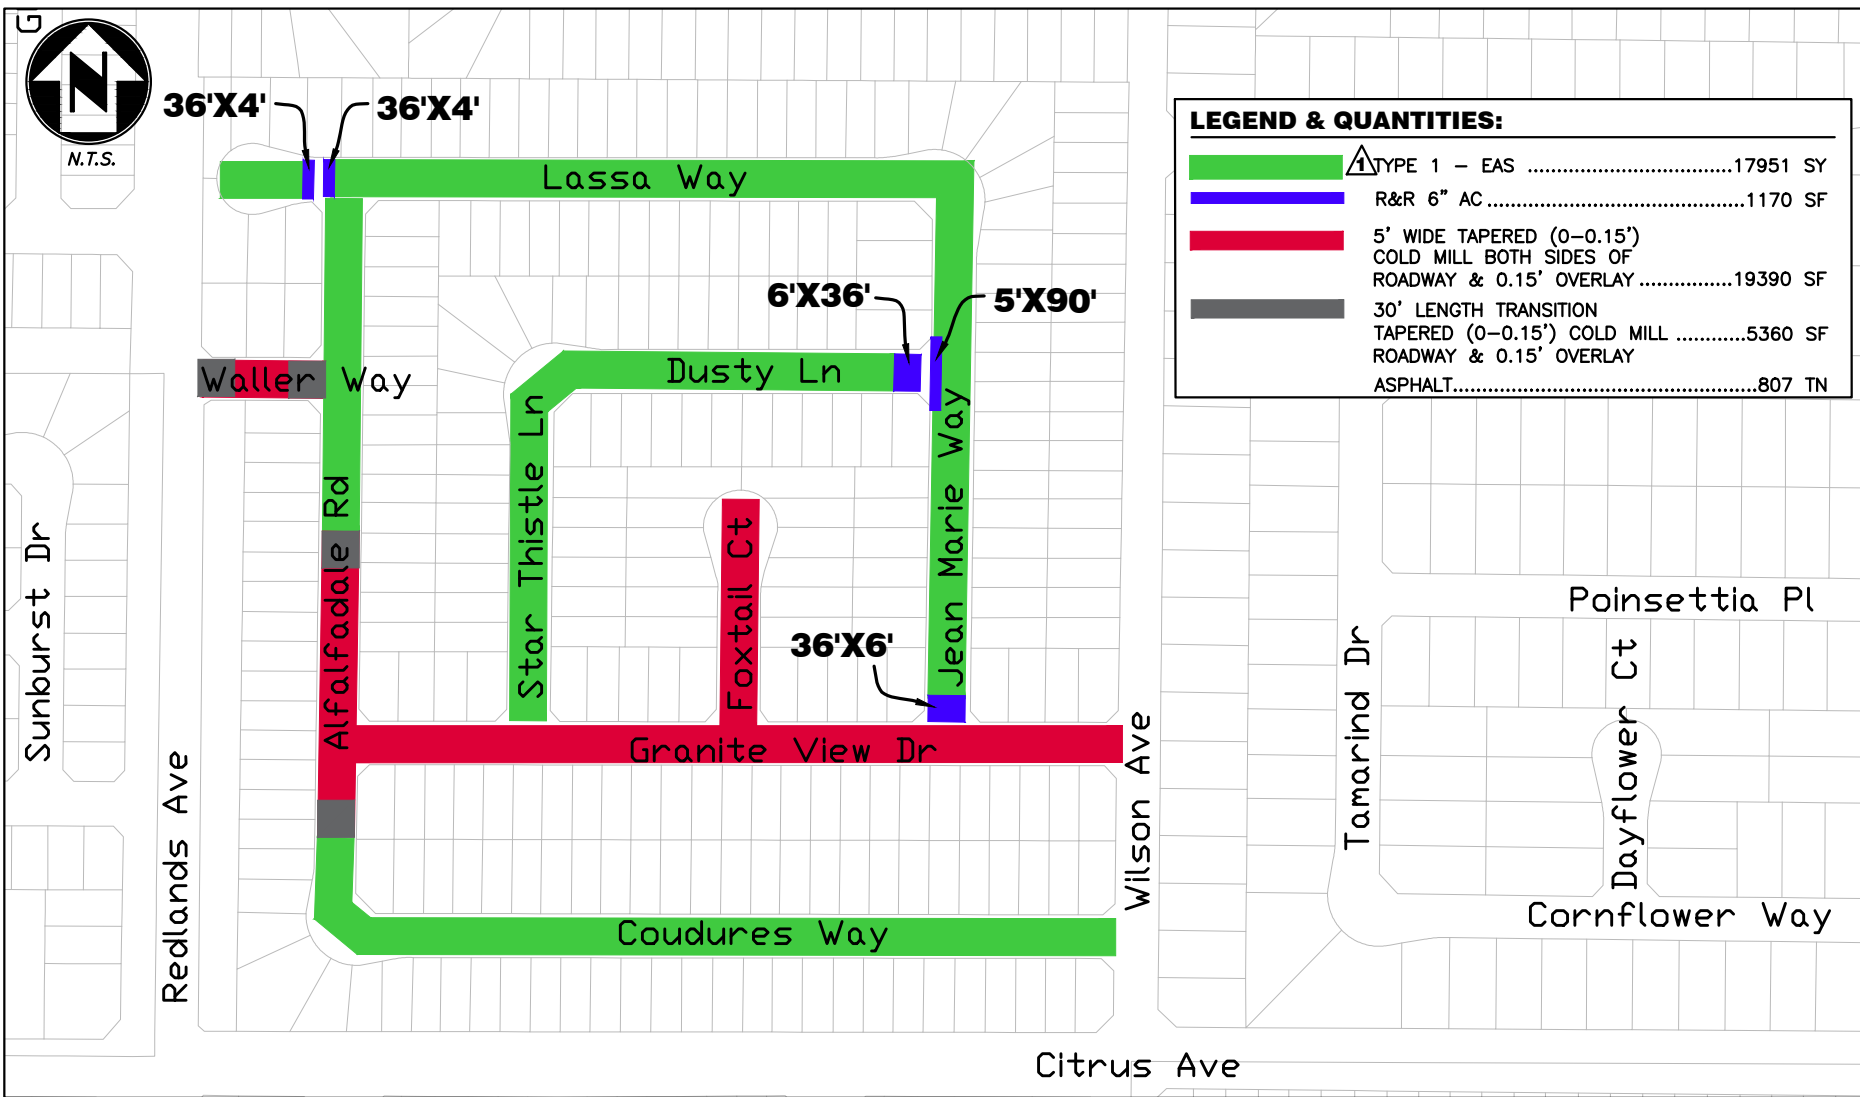 G
N
N.T.S.
36'X4'
36'X4'
Lassa Way
6'X36'
5'X90'
Dusty Ln
Waller Way
Star Thistle Ln
Jean Marie Way
Alfalfadale Rd
Foxtail Ct
36'X6'
Granite View Dr
Sunburst Dr
Redlands Ave
Wilson Ave
Coudures Way
Citrus Ave
Poinsettia Pl
Tamarind Dr
Dayflower Ct
Cornflower Way
LEGEND & QUANTITIES:
1 TYPE 1 – EAS ................................17951 SY
R&R 6" AC ........................................1170 SF
5' WIDE TAPERED (0–0.15')
COLD MILL BOTH SIDES OF
ROADWAY & 0.15' OVERLAY ..............19390 SF
30' LENGTH TRANSITION
TAPERED (0–0.15') COLD MILL ..........5360 SF
ROADWAY & 0.15' OVERLAY
ASPHALT................................................807 TN